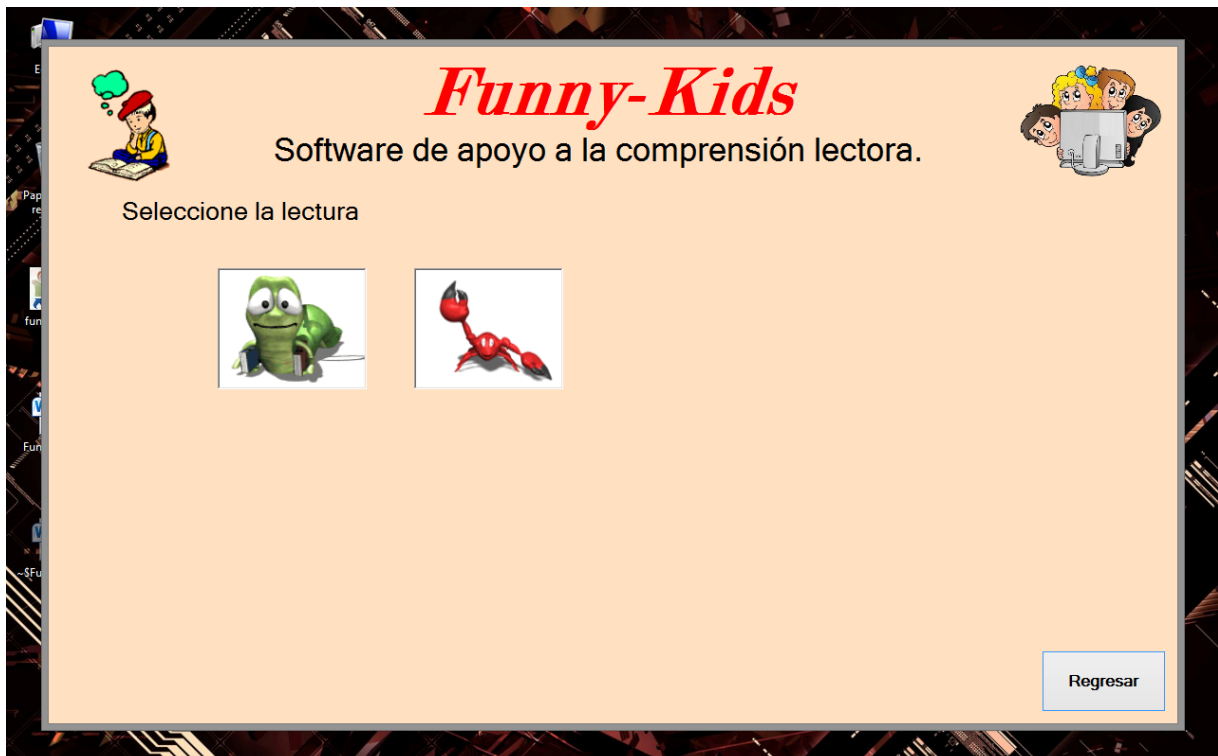 Funny-Kids
Software de apoyo a la comprensión lectora.
Seleccione la lectura
Regresar